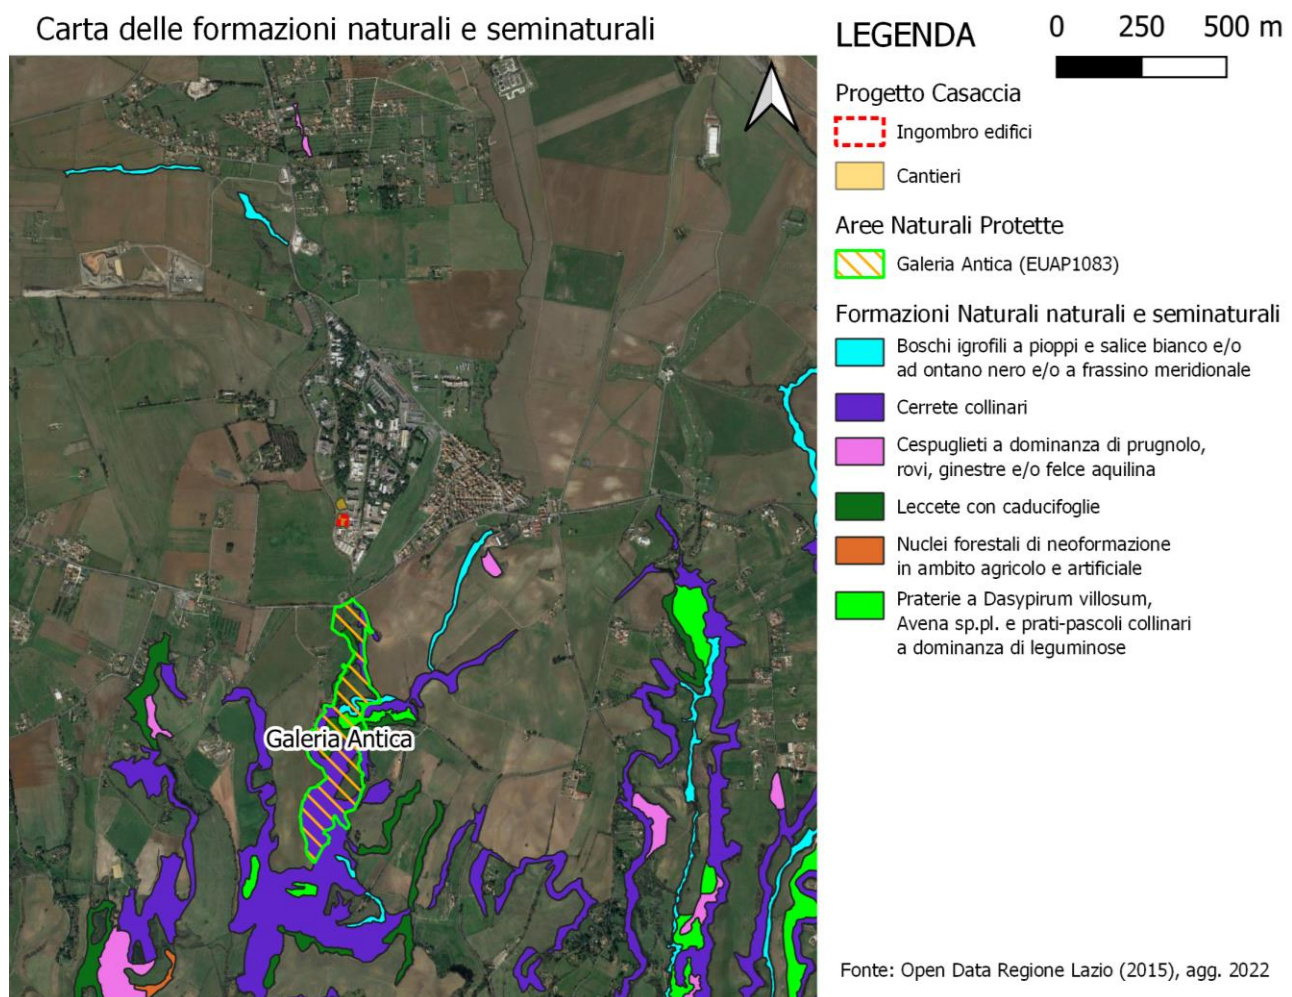 Carta delle formazioni naturali e seminaturali
LEGENDA
0 250 500 m
Progetto Casaccia
Ingombro edifici
Cantieri
Aree Naturali Protette
Galeria Antica (EUAP1083)
Formazioni Naturali naturali e seminaturali
Boschi igrofili a pioppi e salice bianco e/o
ad ontano nero e/o a frassino meridionale
Cerrete collinari
Cespuglieti a dominanza di prugnolo,
rovi, ginestre e/o felce aquilina
Leccete con caducifoglie
Nuclei forestali di neoformazione
in ambito agricolo e artificiale
Praterie a Dasypirum villosum,
Avena sp.pl. e prati-pascoli collinari
a dominanza di leguminose
Galeria Antica
Fonte: Open Data Regione Lazio (2015), agg. 2022